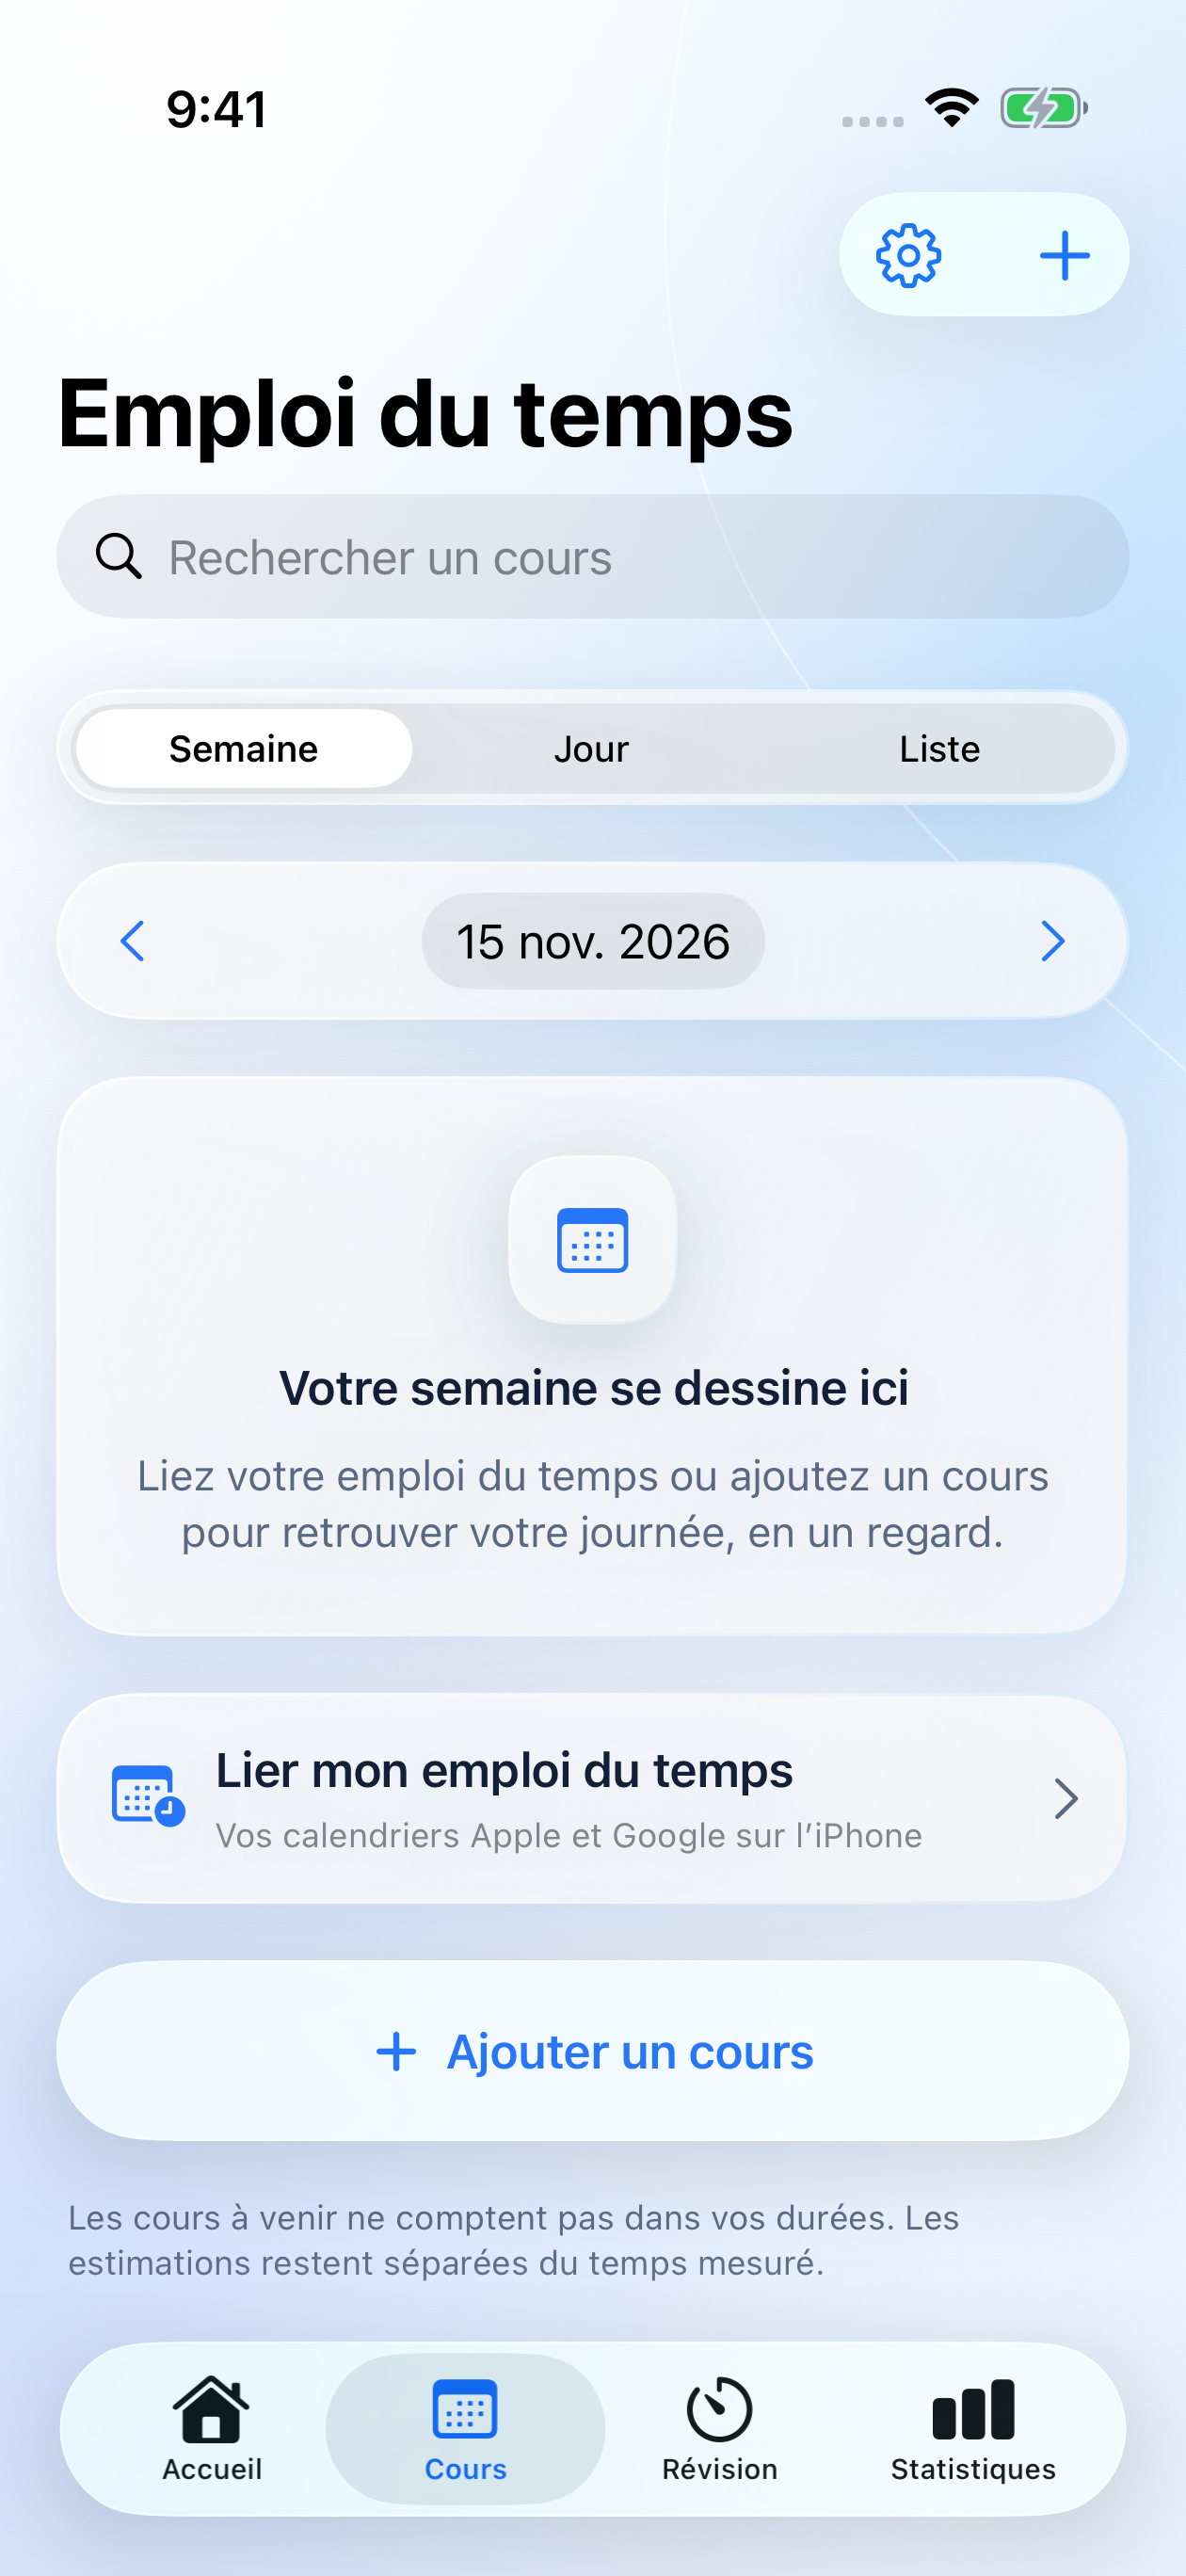 9:41
Emploi du temps
Rechercher un cours
Semaine
Jour
Liste
15 nov. 2026
Votre semaine se dessine ici
Liez votre emploi du temps ou ajoutez un cours
pour retrouver votre journée, en un regard.
Lier mon emploi du temps
Vos calendriers Apple et Google sur l’iPhone
Ajouter un cours
Les cours à venir ne comptent pas dans vos durées. Les
estimations restent séparées du temps mesuré.
Accueil
Cours
Révision
Statistiques